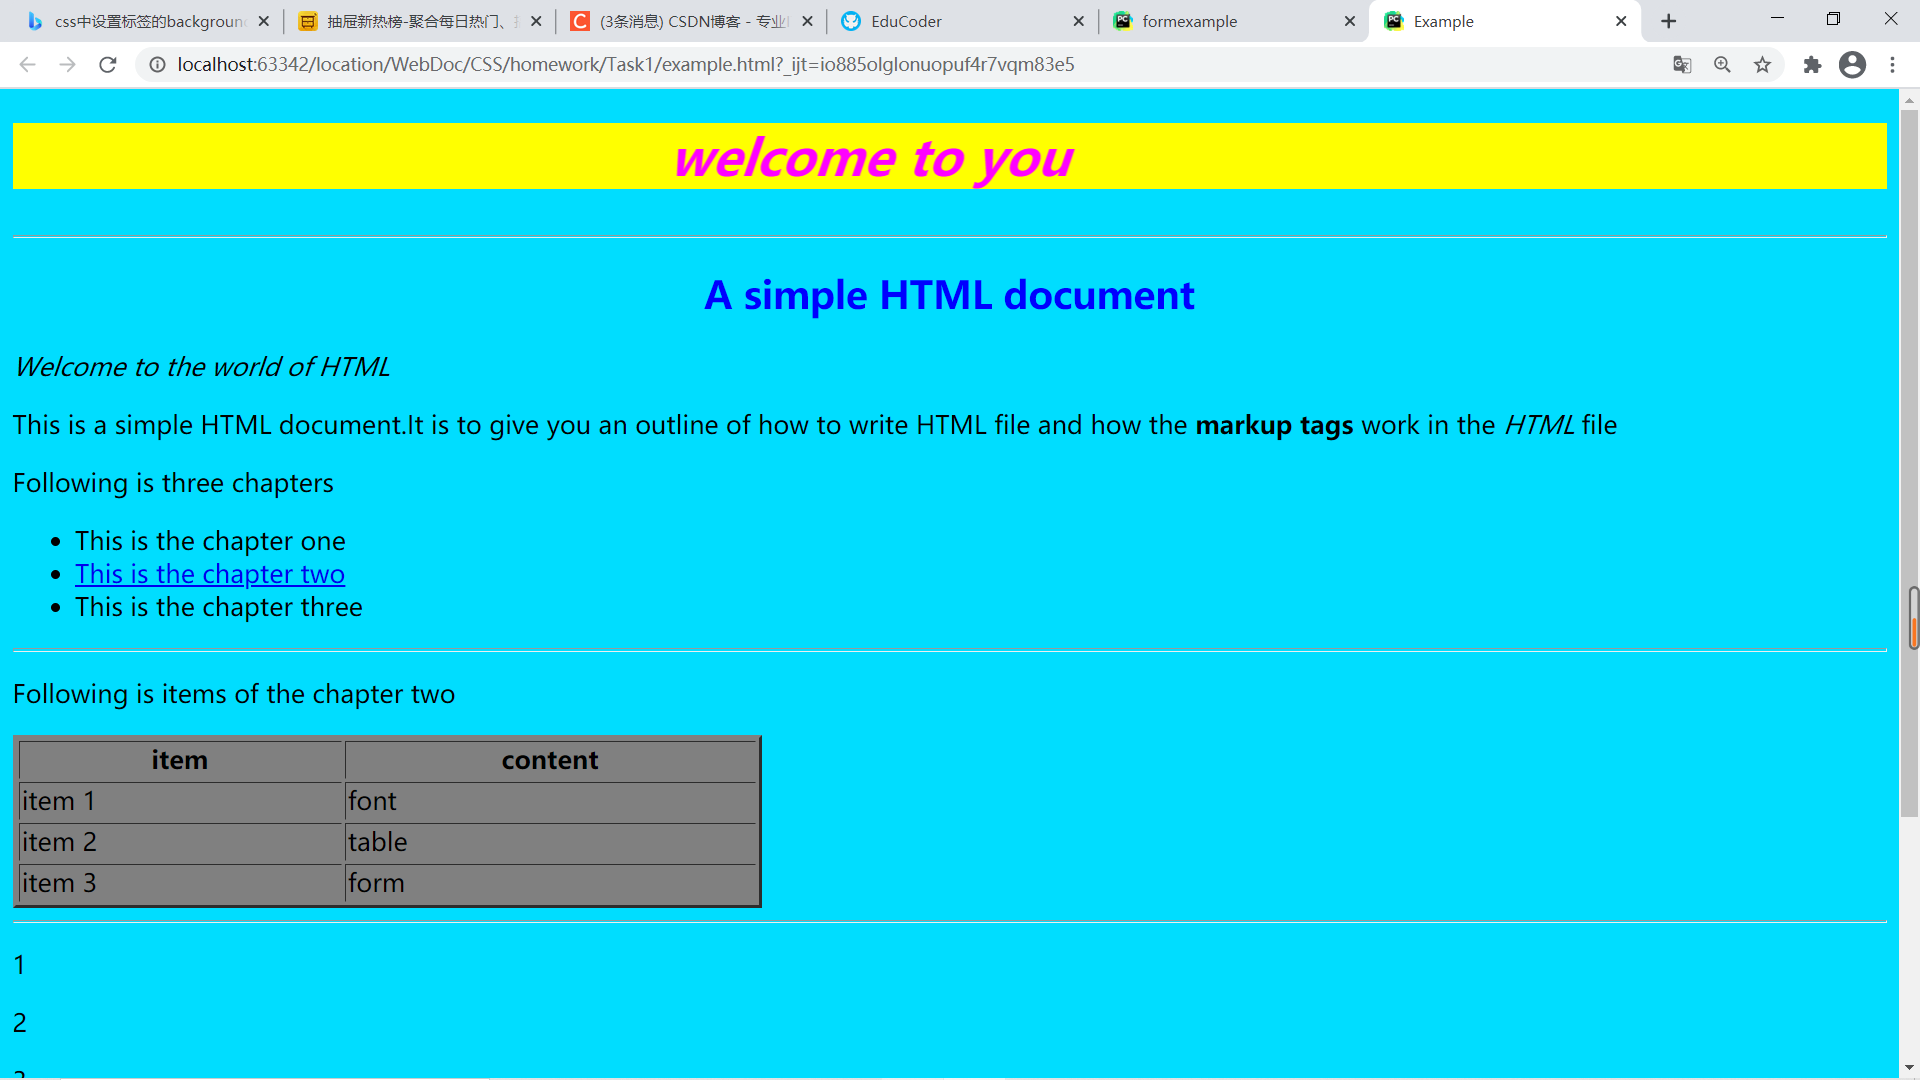 css中设置标签的background
抽屉新热榜-聚合每日热门、
(3条消息) CSDN博客 - 专业
EduCoder
formexample
Example
localhost:63342/location/WebDoc/CSS/homework/Task1/example.html?_ijt=io885olglonuopuf4r7vqm83e5
welcome to you
A simple HTML document
Welcome to the world of HTML
This is a simple HTML document.It is to give you an outline of how to write HTML file and how the markup tags work in the HTML file
Following is three chapters
This is the chapter one
This is the chapter two
This is the chapter three
Following is items of the chapter two
item content
item 1 font
item 2 table
item 3 form
1
2